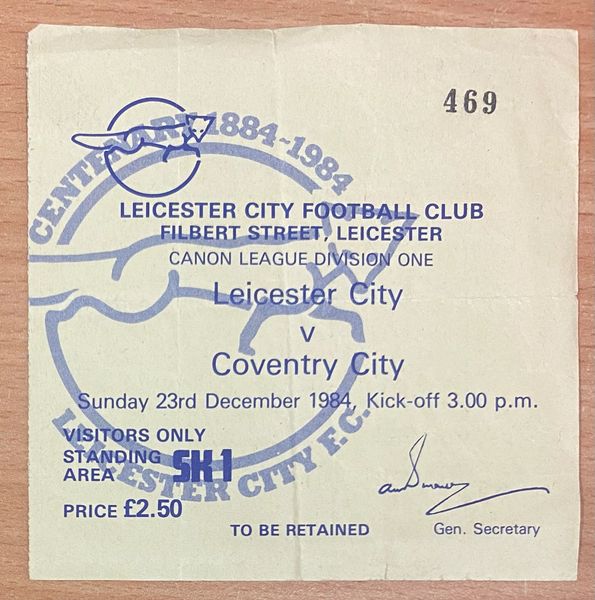 469
CENTENARY 1884~1984
LEICESTER CITY FOOTBALL CLUB
FILBERT STREET, LEICESTER
CANON LEAGUE DIVISION ONE
Leicester City
v
Coventry City
Sunday 23rd December 1984, Kick-off 3.00 p.m.
VISITORS ONLY
STANDING
AREA SK1
LEICESTER CITY F.C.
PRICE £2.50
TO BE RETAINED
Gen. Secretary